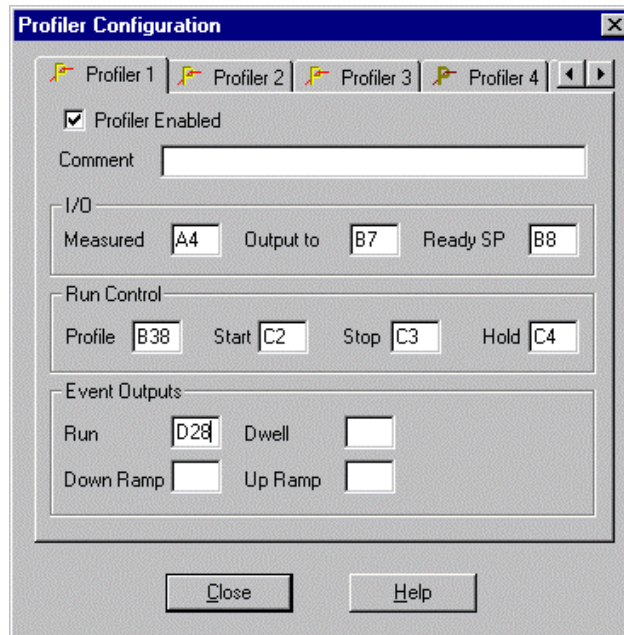 Profiler Configuration
Profiler 1 Profiler 2 Profiler 3 Profiler 4
Profiler Enabled
Comment
I/O
Measured A4 Output to B7 Ready SP B8
Run Control
Profile B38 Start C2 Stop C3 Hold C4
Event Outputs
Run D28 Dwell
Down Ramp Up Ramp
Close Help